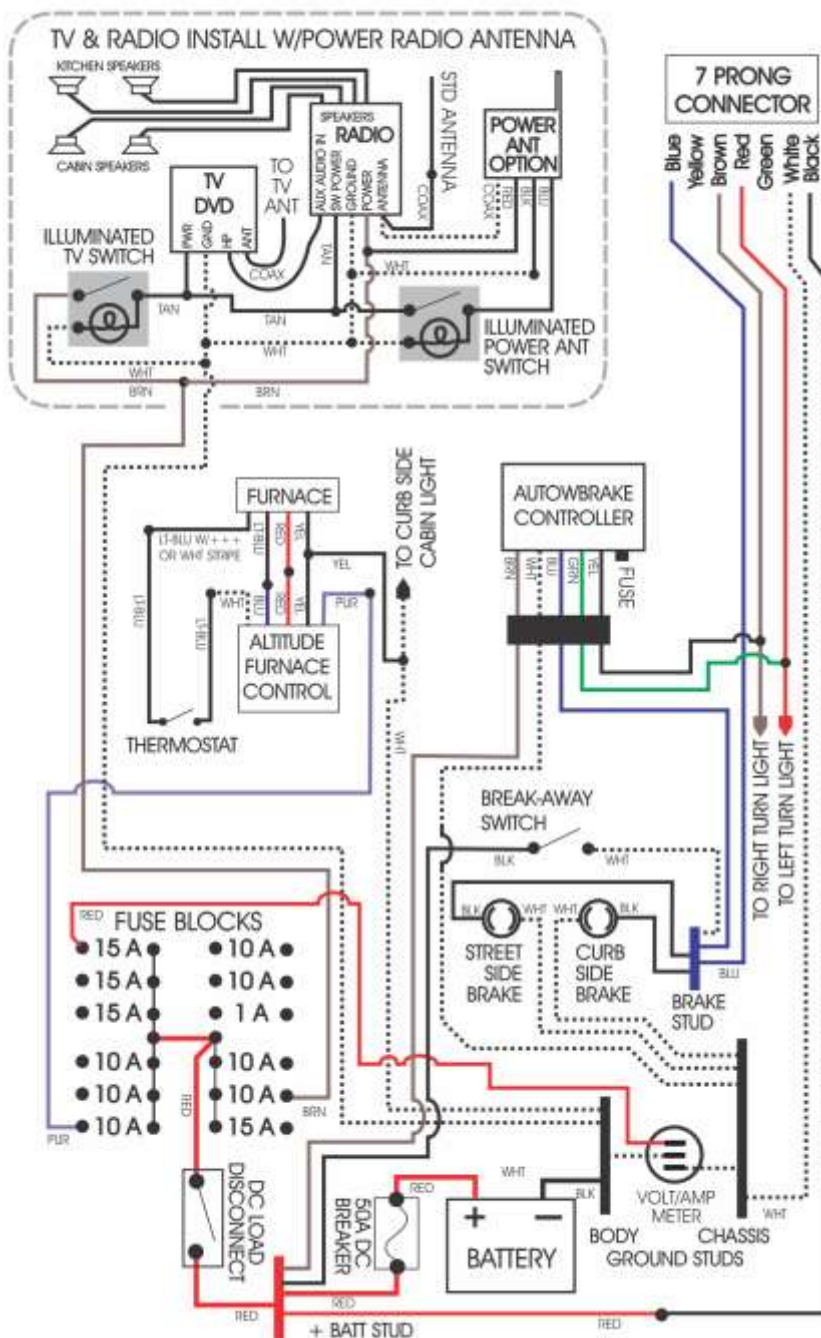 TV & RADIO INSTALL W/POWER RADIO ANTENNA
KITCHEN SPEAKERS
CABIN SPEAKERS
SPEAKERS
RADIO
AUX AUDIO IN
SW POWER
GROUND
POWER
ANTENNA
STD ANTENNA
COAX
POWER
ANT
OPTION
COAX
RED
BLK
BLU
TV
DVD
PWR
GND
HP
ANT
TO
TV
ANT
COAX
ILLUMINATED
TV SWITCH
TAN
TAN
TAN
WHT
WHT
WHT
BRN
BRN
ILLUMINATED
POWER ANT
SWITCH
7 PRONG
CONNECTOR
Blue
Yellow
Brown
Red
Green
White
Black
FURNACE
LT-BLU W/+++
OR WHT STRIPE
LT-BLU
RED
YEL
YEL
LT-BLU
LT-BLU
WHT
BLU
RED
YEL
PUR
ALTITUDE
FURNACE
CONTROL
THERMOSTAT
TO CURB SIDE
CABIN LIGHT
WHT
AUTOWBRAKE
CONTROLLER
BRN
WHT
BLU
GRN
YEL
FUSE
TO RIGHT TURN LIGHT
TO LEFT TURN LIGHT
BREAK-AWAY
SWITCH
BLK
WHT
BLK
WHT
WHT
BLK
STREET
SIDE
BRAKE
CURB
SIDE
BRAKE
BLU
BRAKE
STUD
RED
FUSE BLOCKS
15 A
10 A
15 A
10 A
15 A
1 A
10 A
10 A
10 A
10 A
10 A
15 A
RED
BRN
PUR
DC LOAD
DISCONNECT
50A DC
BREAKER
RED
RED
RED
RED
+ BATT STUD
+ −
BATTERY
WHT
BLK
BODY
VOLT/AMP
METER
CHASSIS
GROUND STUDS
WHT